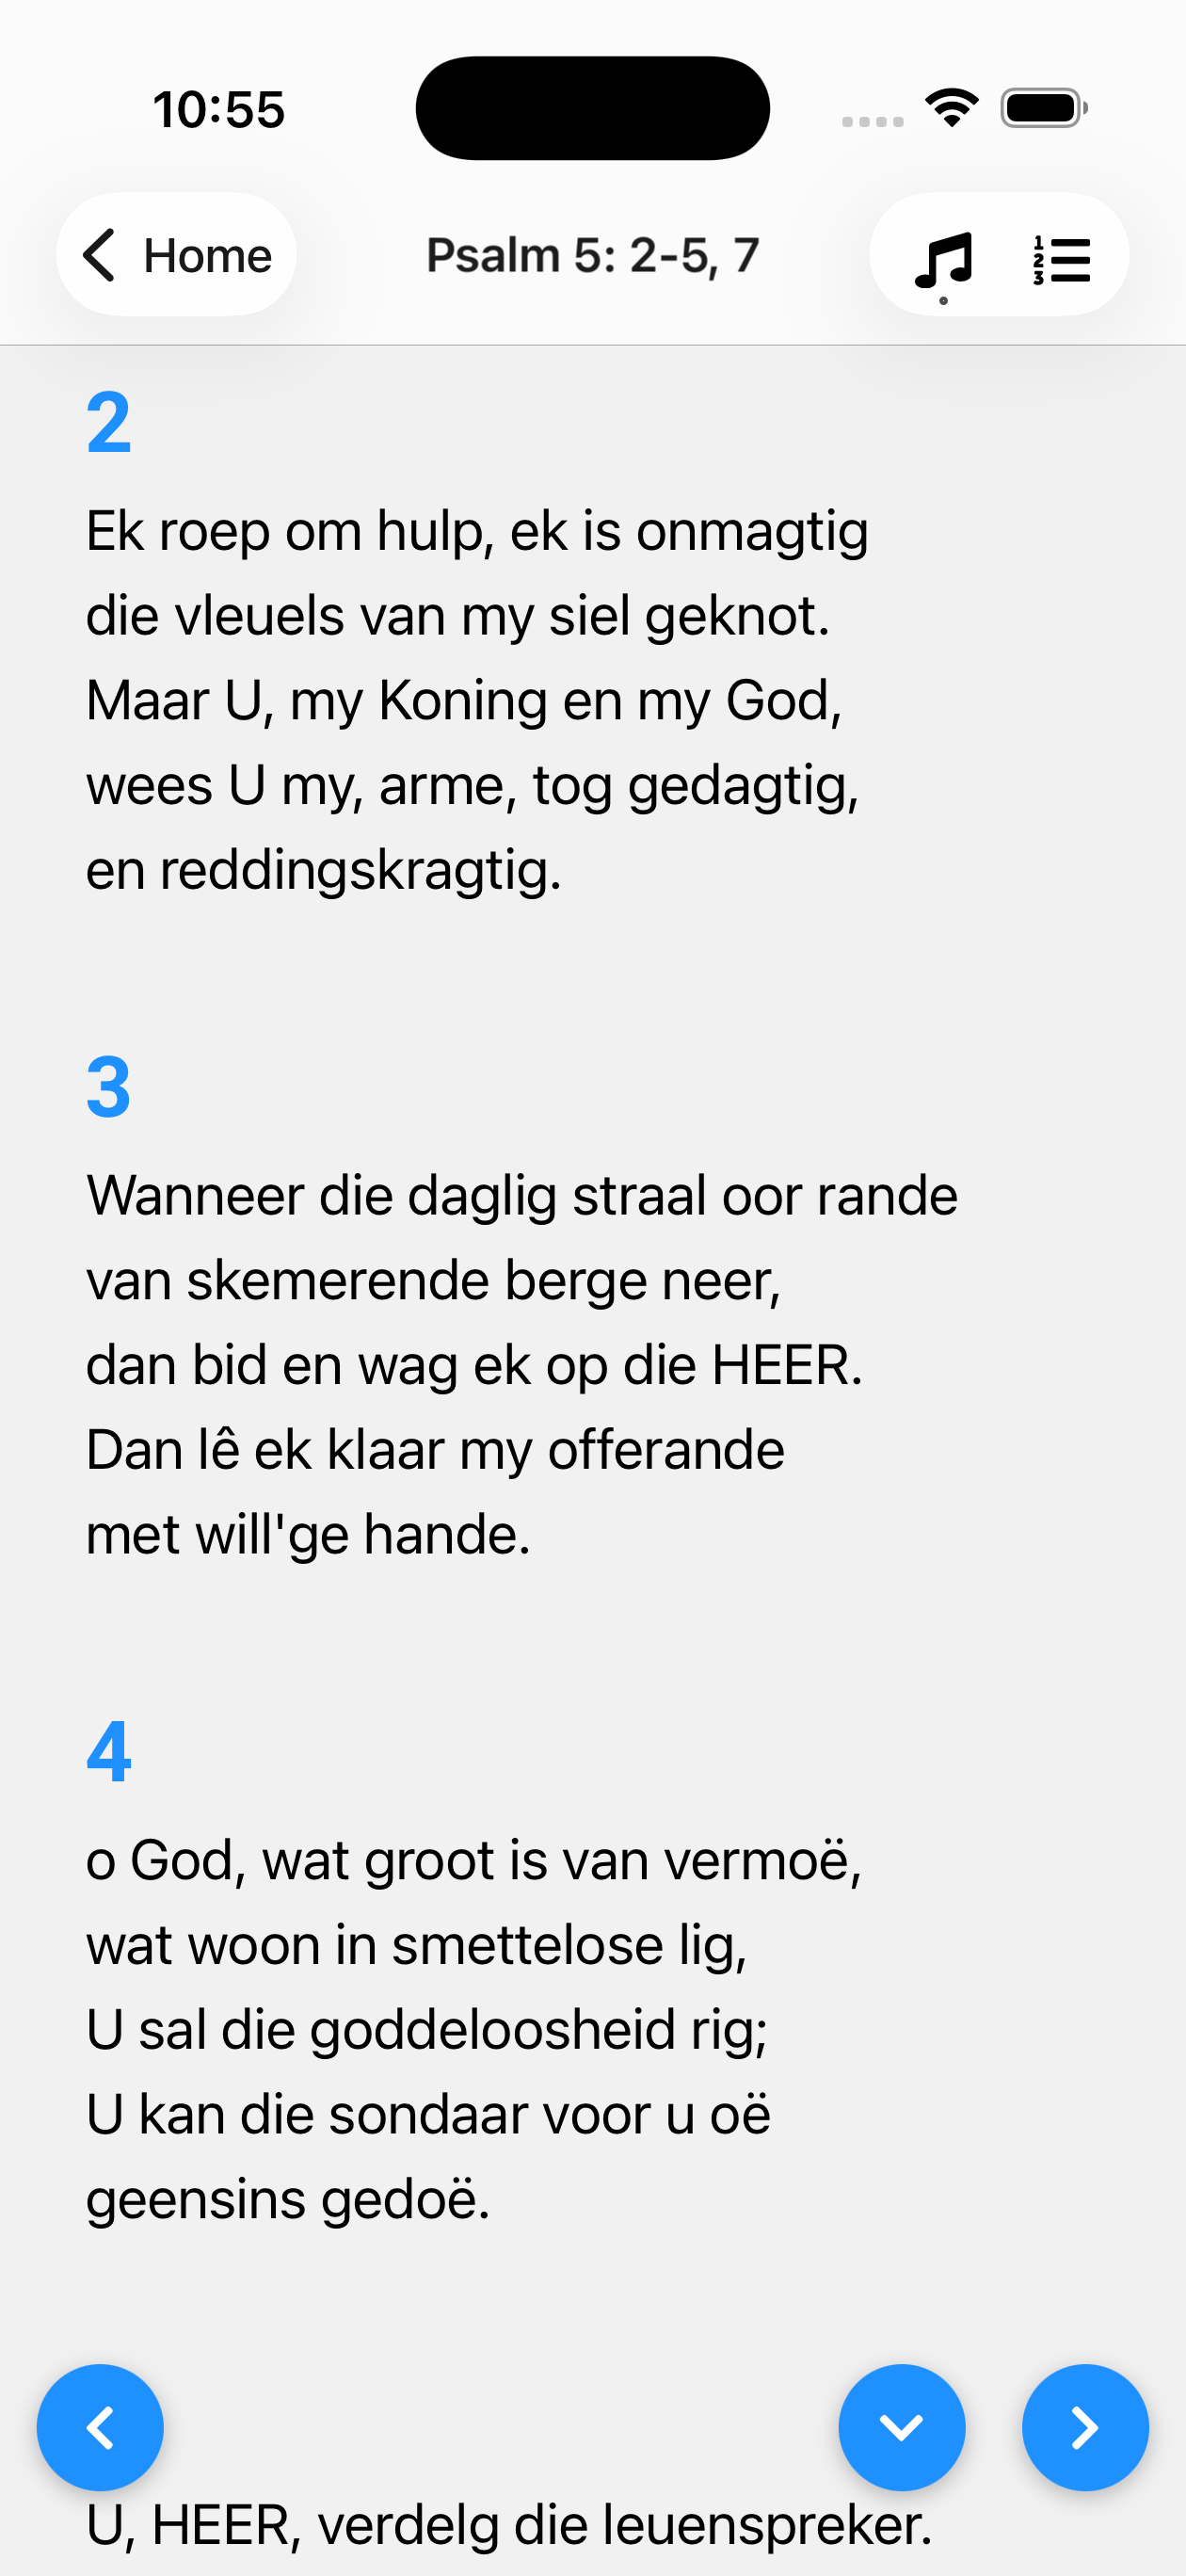 10:55
Home
Psalm 5: 2-5, 7
1
2
3
2
Ek roep om hulp, ek is onmagtig
die vleuels van my siel geknot.
Maar U, my Koning en my God,
wees U my, arme, tog gedagtig,
en reddingskragtig.
3
Wanneer die daglig straal oor rande
van skemerende berge neer,
dan bid en wag ek op die HEER.
Dan lê ek klaar my offerande
met will'ge hande.
4
o God, wat groot is van vermoë,
wat woon in smettelose lig,
U sal die goddeloosheid rig;
U kan die sondaar voor u oë
geensins gedoë.
U, HEER, verdelg die leuenspreker.